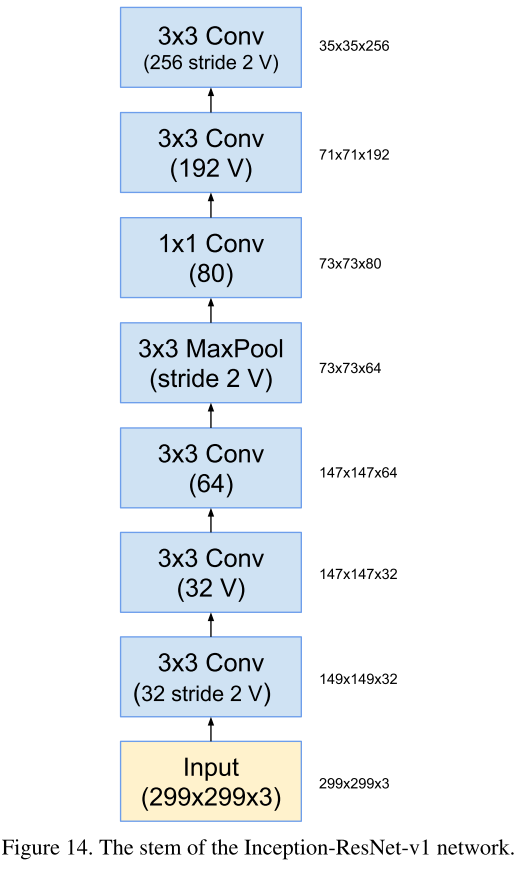 3x3 Conv
(256 stride 2 V)
35x35x256
3x3 Conv
(192 V)
71x71x192
1x1 Conv
(80)
73x73x80
3x3 MaxPool
(stride 2 V)
73x73x64
3x3 Conv
(64)
147x147x64
3x3 Conv
(32 V)
147x147x32
3x3 Conv
(32 stride 2 V)
149x149x32
Input
(299x299x3)
299x299x3
Figure 14. The stem of the Inception-ResNet-v1 network.